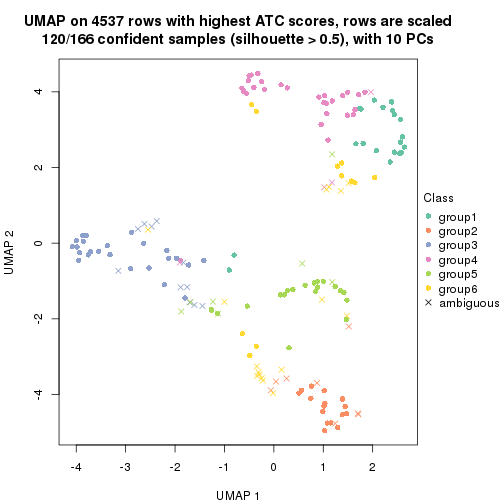 UMAP on 4537 rows with highest ATC scores, rows are scaled
120/166 confident samples (silhouette > 0.5), with 10 PCs
4
2
0
-2
-4
UMAP 2
-4 -3 -2 -1 0 1 2
UMAP 1
Class
group1
group2
group3
group4
group5
group6
ambiguous